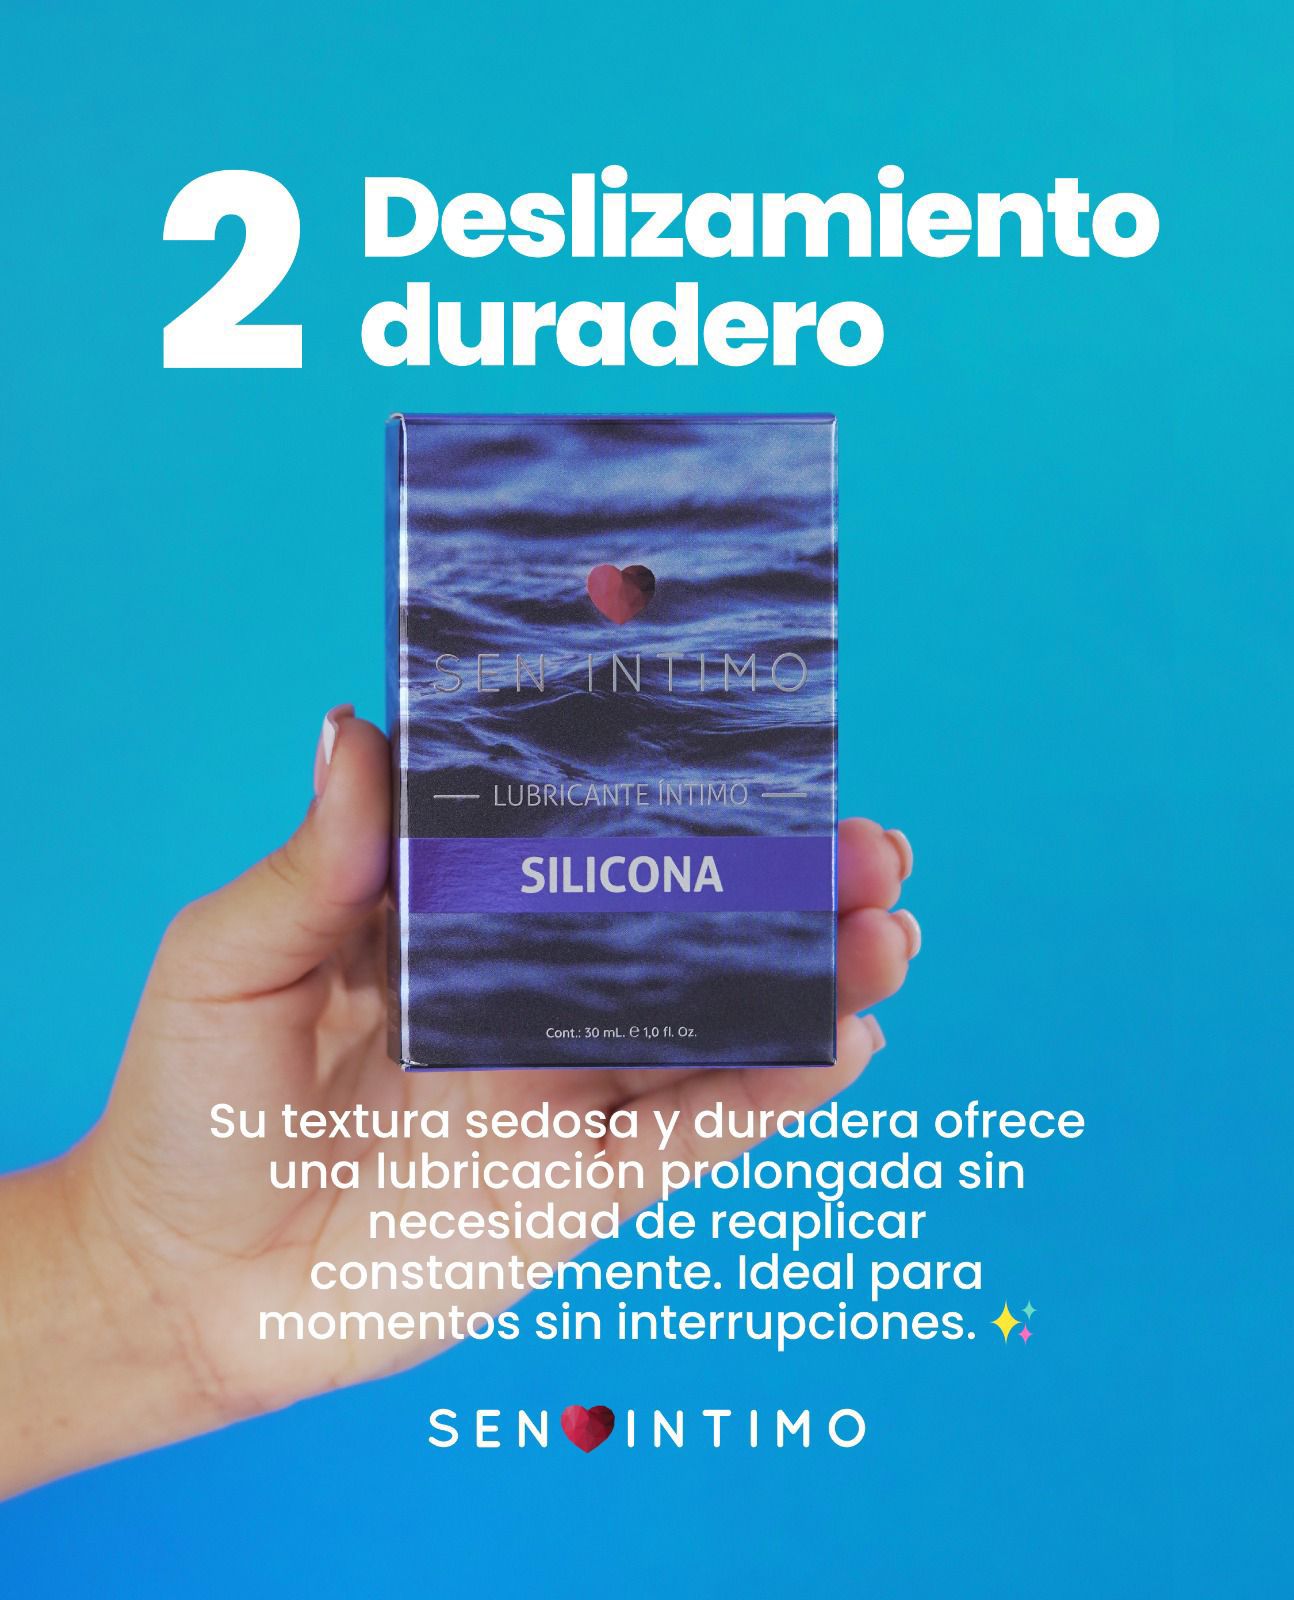 2 Deslizamiento
duradero
SEN INTIMO
LUBRICANTE ÍNTIMO
SILICONA
Cont.: 30 mL. ℮ 1,0 fl. Oz.
Su textura sedosa y duradera ofrece
una lubricación prolongada sin
necesidad de reaplicar
constantemente. Ideal para
momentos sin interrupciones. ✨
SEN INTIMO